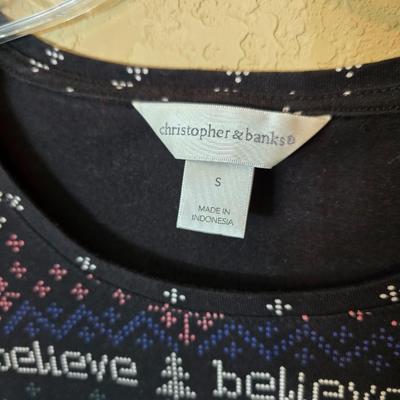 christopher & banks®
S
MADE IN
INDONESIA
believe believe